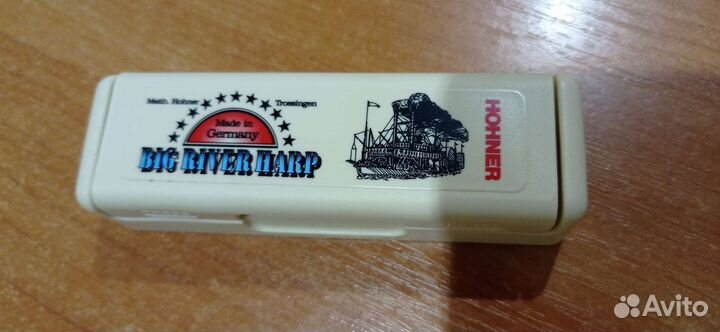 Matth. Hohner Trossingen
Made in
Germany
BIG RIVER HARP
HOHNER
Avito